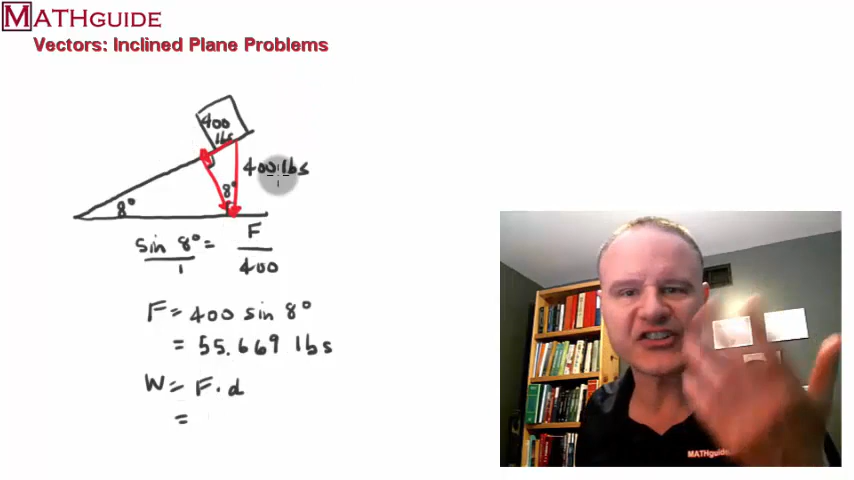 MATHGUIDE
Vectors: Inclined Plane Problems
400
lbs
400 lbs
8°
8°
sin 8° = F
1 400
F = 400 sin 8°
= 55.669 lbs
W = F · d
=
MATHguide